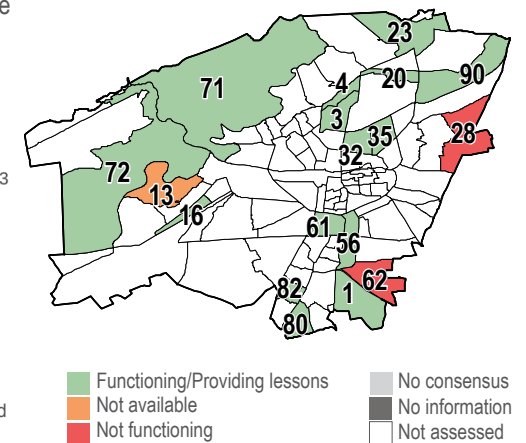 e
23
71
4
20
90
3
35
28
32
72
3
13
16
61
56
62
82
1
80
Functioning/Providing lessons
No consensus
Not available
No information
d
Not functioning
Not assessed